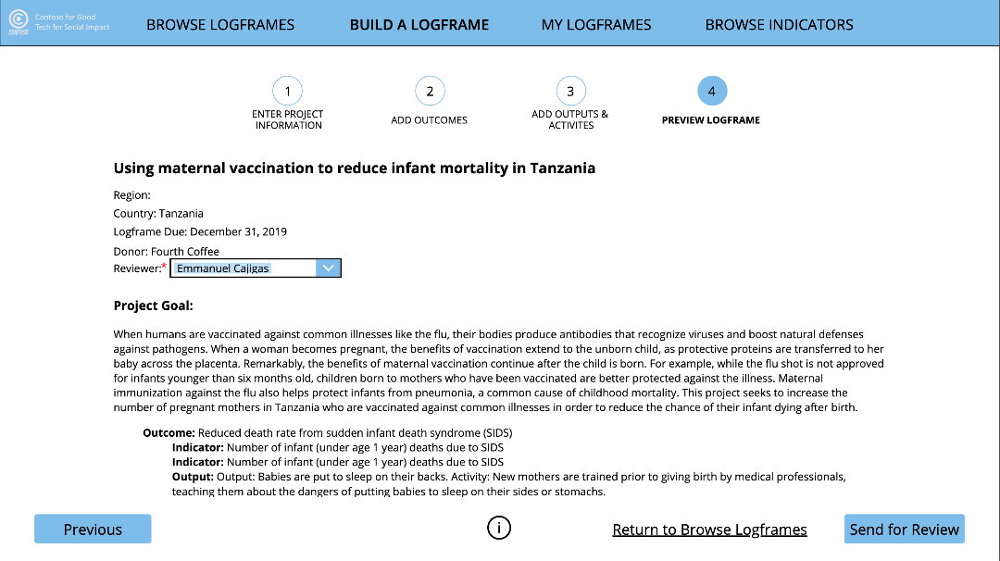 Contoso for Good
Tech for Social Impact
CONTOSO
BROWSE LOGFRAMES
BUILD A LOGFRAME
MY LOGFRAMES
BROWSE INDICATORS
1
ENTER PROJECT
INFORMATION
2
ADD OUTCOMES
3
ADD OUTPUTS &
ACTIVITES
4
PREVIEW LOGFRAME
Using maternal vaccination to reduce infant mortality in Tanzania
Region:
Country: Tanzania
Logframe Due: December 31, 2019
Donor: Fourth Coffee
Reviewer:* Emmanuel Cajigas
Project Goal:
When humans are vaccinated against common illnesses like the flu, their bodies produce antibodies that recognize viruses and boost natural defenses
against pathogens. When a woman becomes pregnant, the benefits of vaccination extend to the unborn child, as protective proteins are transferred to her
baby across the placenta. Remarkably, the benefits of maternal vaccination continue after the child is born. For example, while the flu shot is not approved
for infants younger than six months old, children born to mothers who have been vaccinated are better protected against the illness. Maternal
immunization against the flu also helps protect infants from pneumonia, a common cause of childhood mortality. This project seeks to increase the
number of pregnant mothers in Tanzania who are vaccinated against common illnesses in order to reduce the chance of their infant dying after birth.
Outcome: Reduced death rate from sudden infant death syndrome (SIDS)
Indicator: Number of infant (under age 1 year) deaths due to SIDS
Indicator: Number of infant (under age 1 year) deaths due to SIDS
Output: Output: Babies are put to sleep on their backs. Activity: New mothers are trained prior to giving birth by medical professionals,
teaching them about the dangers of putting babies to sleep on their sides or stomachs.
Previous
i
Return to Browse Logframes
Send for Review